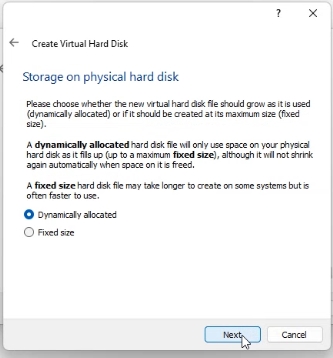 ?
Create Virtual Hard Disk
Storage on physical hard disk
Please choose whether the new virtual hard disk file should grow as it is used
(dynamically allocated) or if it should be created at its maximum size (fixed
size).
A dynamically allocated hard disk file will only use space on your physical
hard disk as it fills up (up to a maximum fixed size), although it will not shrink
again automatically when space on it is freed.
A fixed size hard disk file may take longer to create on some systems but is
often faster to use.
Dynamically allocated
Fixed size
Next
Cancel